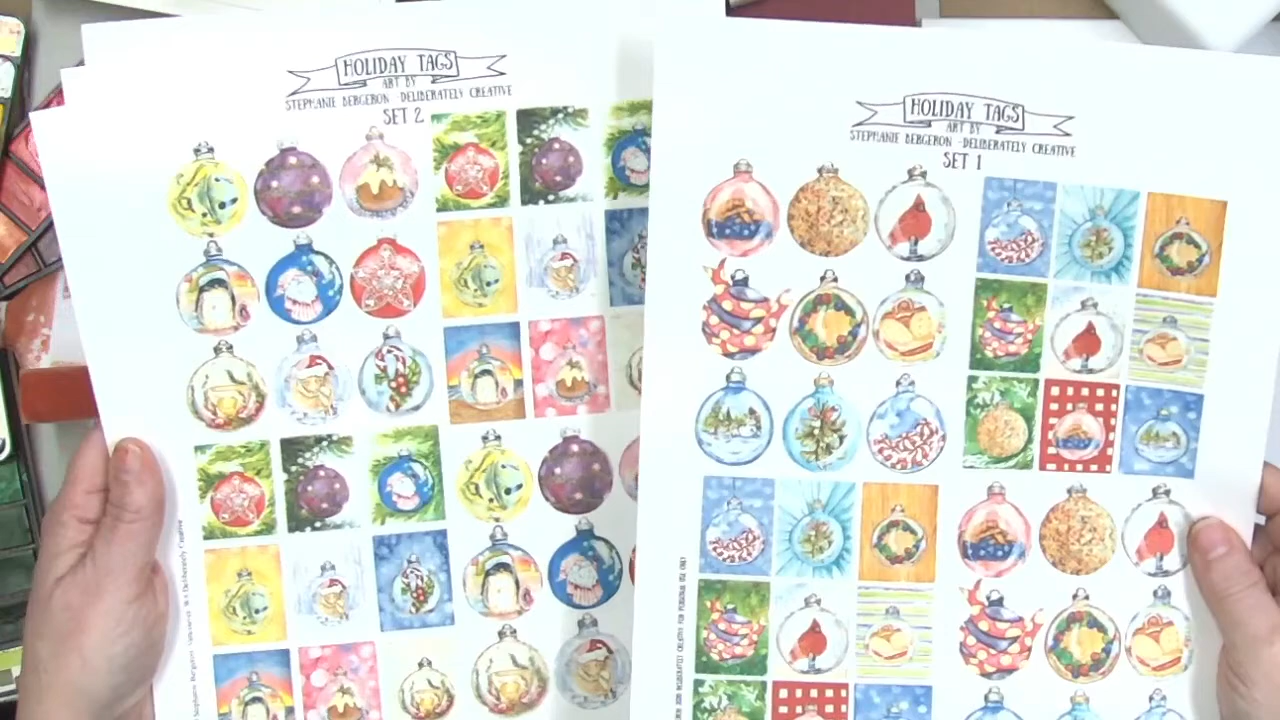 HOLIDAY TAGS
ART BY
STEPHANIE BERGERON - DELIBERATELY CREATIVE
SET 2
HOLIDAY TAGS
ART BY
STEPHANIE BERGERON - DELIBERATELY CREATIVE
SET 1